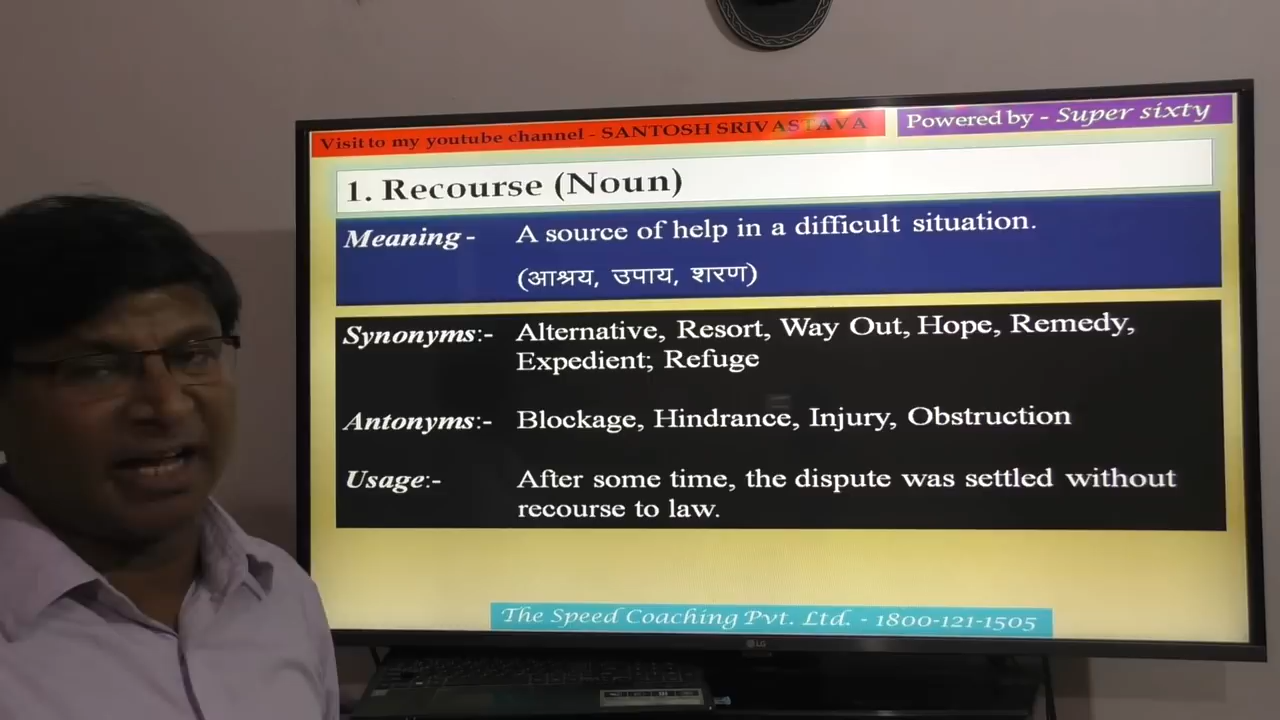 Visit to my youtube channel - SANTOSH SRIVASTAVA
Powered by - Super sixty
1. Recourse (Noun)
Meaning - A source of help in a difficult situation.
(आश्रय, उपाय, शरण)
Synonyms:- Alternative, Resort, Way Out, Hope, Remedy,
Expedient; Refuge
Antonyms:- Blockage, Hindrance, Injury, Obstruction
Usage:- After some time, the dispute was settled without
recourse to law.
The Speed Coaching Pvt. Ltd. - 1800-121-1505
LG